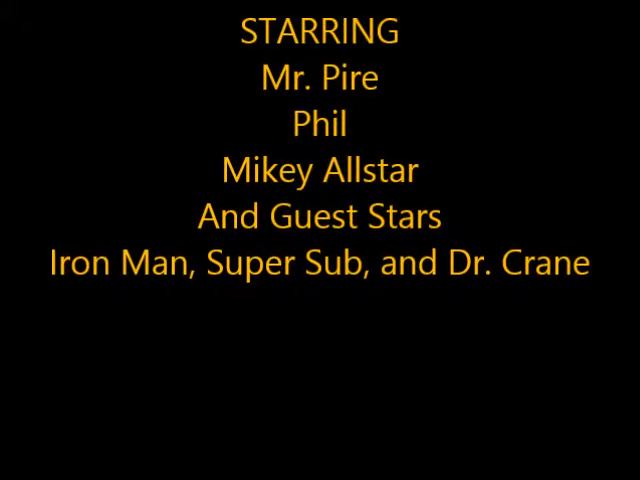 STARRING
Mr. Pire
Phil
Mikey Allstar
And Guest Stars
Iron Man, Super Sub, and Dr. Crane